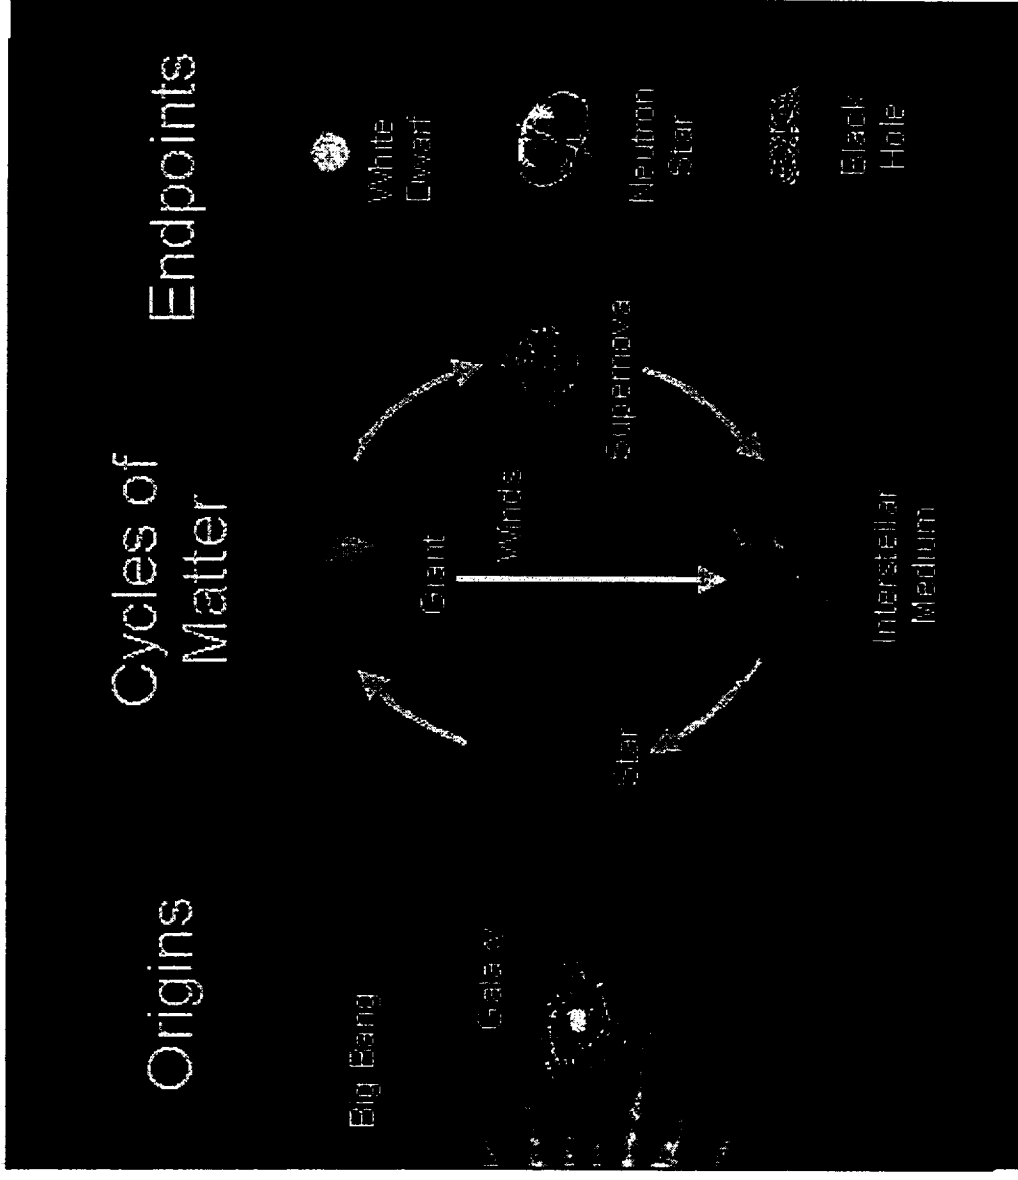 Origins
Big Bang
Galaxy
Cycles of
Matter
Giant
Winds
Supernova
Star
Interstellar
Medium
Endpoints
White
Dwarf
Neutron
Star
Black
Hole